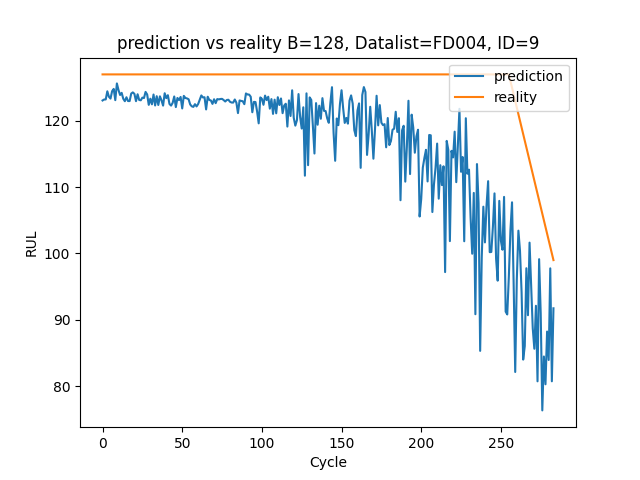 prediction vs reality B=128, Datalist=FD004, ID=9
prediction
reality
120
110
100
90
80
RUL
0 50 100 150 200 250
Cycle